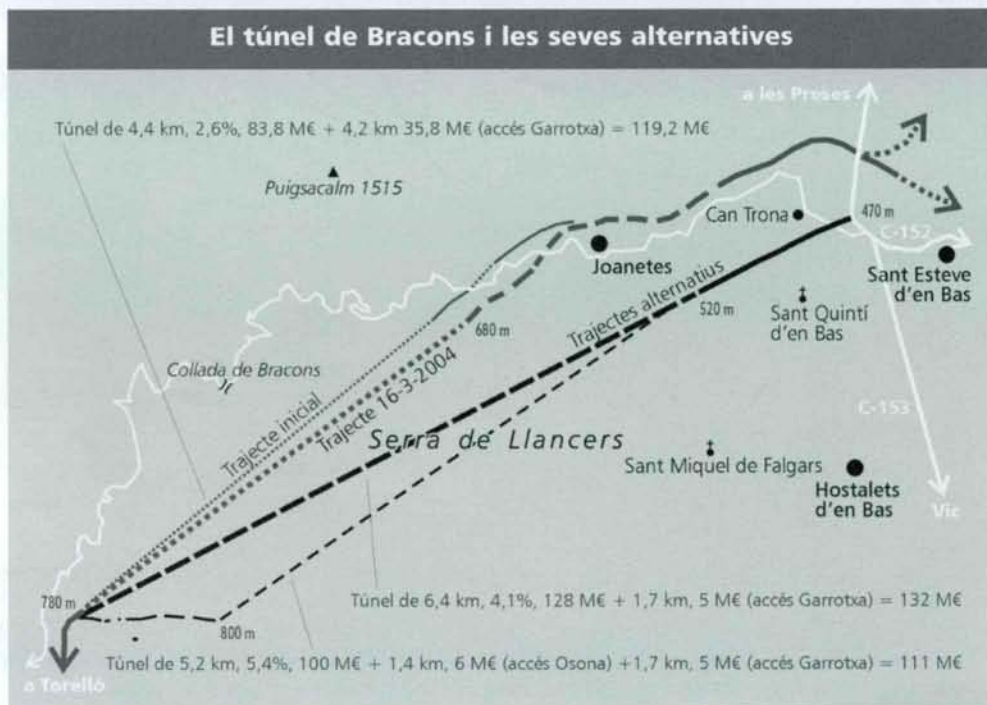 El túnel de Bracons i les seves alternatives
a les Preses
Túnel de 4,4 km, 2,6%, 83,8 M€ + 4,2 km 35,8 M€ (accés Garrotxa) = 119,2 M€
Puigsacalm 1515
Can Trona
470 m
C-152
Joanetes
Sant Esteve
d'en Bas
Trajectes alternatius
520 m
Sant Quintí
d'en Bas
680 m
Collada de Bracons
Trajecte inicial
Trajecte 16-3-2004
C-153
Serra de Llancers
Sant Miquel de Falgars
Hostalets
d'en Bas
Vic
780 m
Túnel de 6,4 km, 4,1%, 128 M€ + 1,7 km, 5 M€ (accés Garrotxa) = 132 M€
800 m
Túnel de 5,2 km, 5,4%, 100 M€ + 1,4 km, 6 M€ (accés Osona) +1,7 km, 5 M€ (accés Garrotxa) = 111 M€
a Torelló